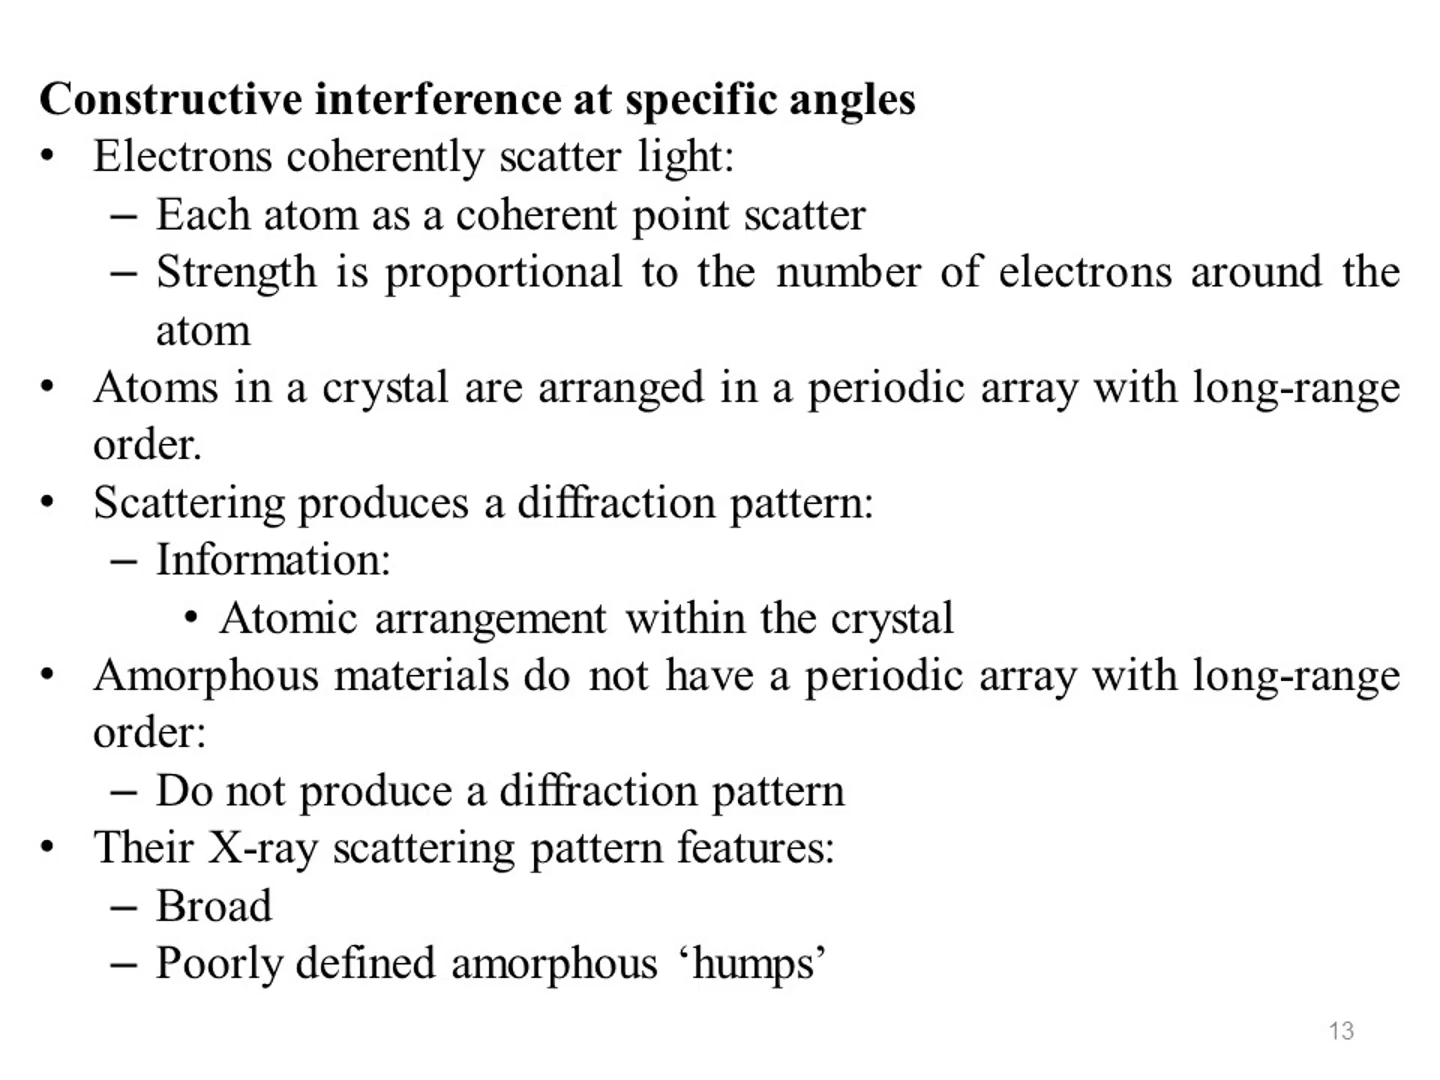 Constructive interference at specific angles
• Electrons coherently scatter light:
– Each atom as a coherent point scatter
– Strength is proportional to the number of electrons around the
atom
• Atoms in a crystal are arranged in a periodic array with long-range
order.
• Scattering produces a diffraction pattern:
– Information:
• Atomic arrangement within the crystal
• Amorphous materials do not have a periodic array with long-range
order:
– Do not produce a diffraction pattern
• Their X-ray scattering pattern features:
– Broad
– Poorly defined amorphous ‘humps’
13